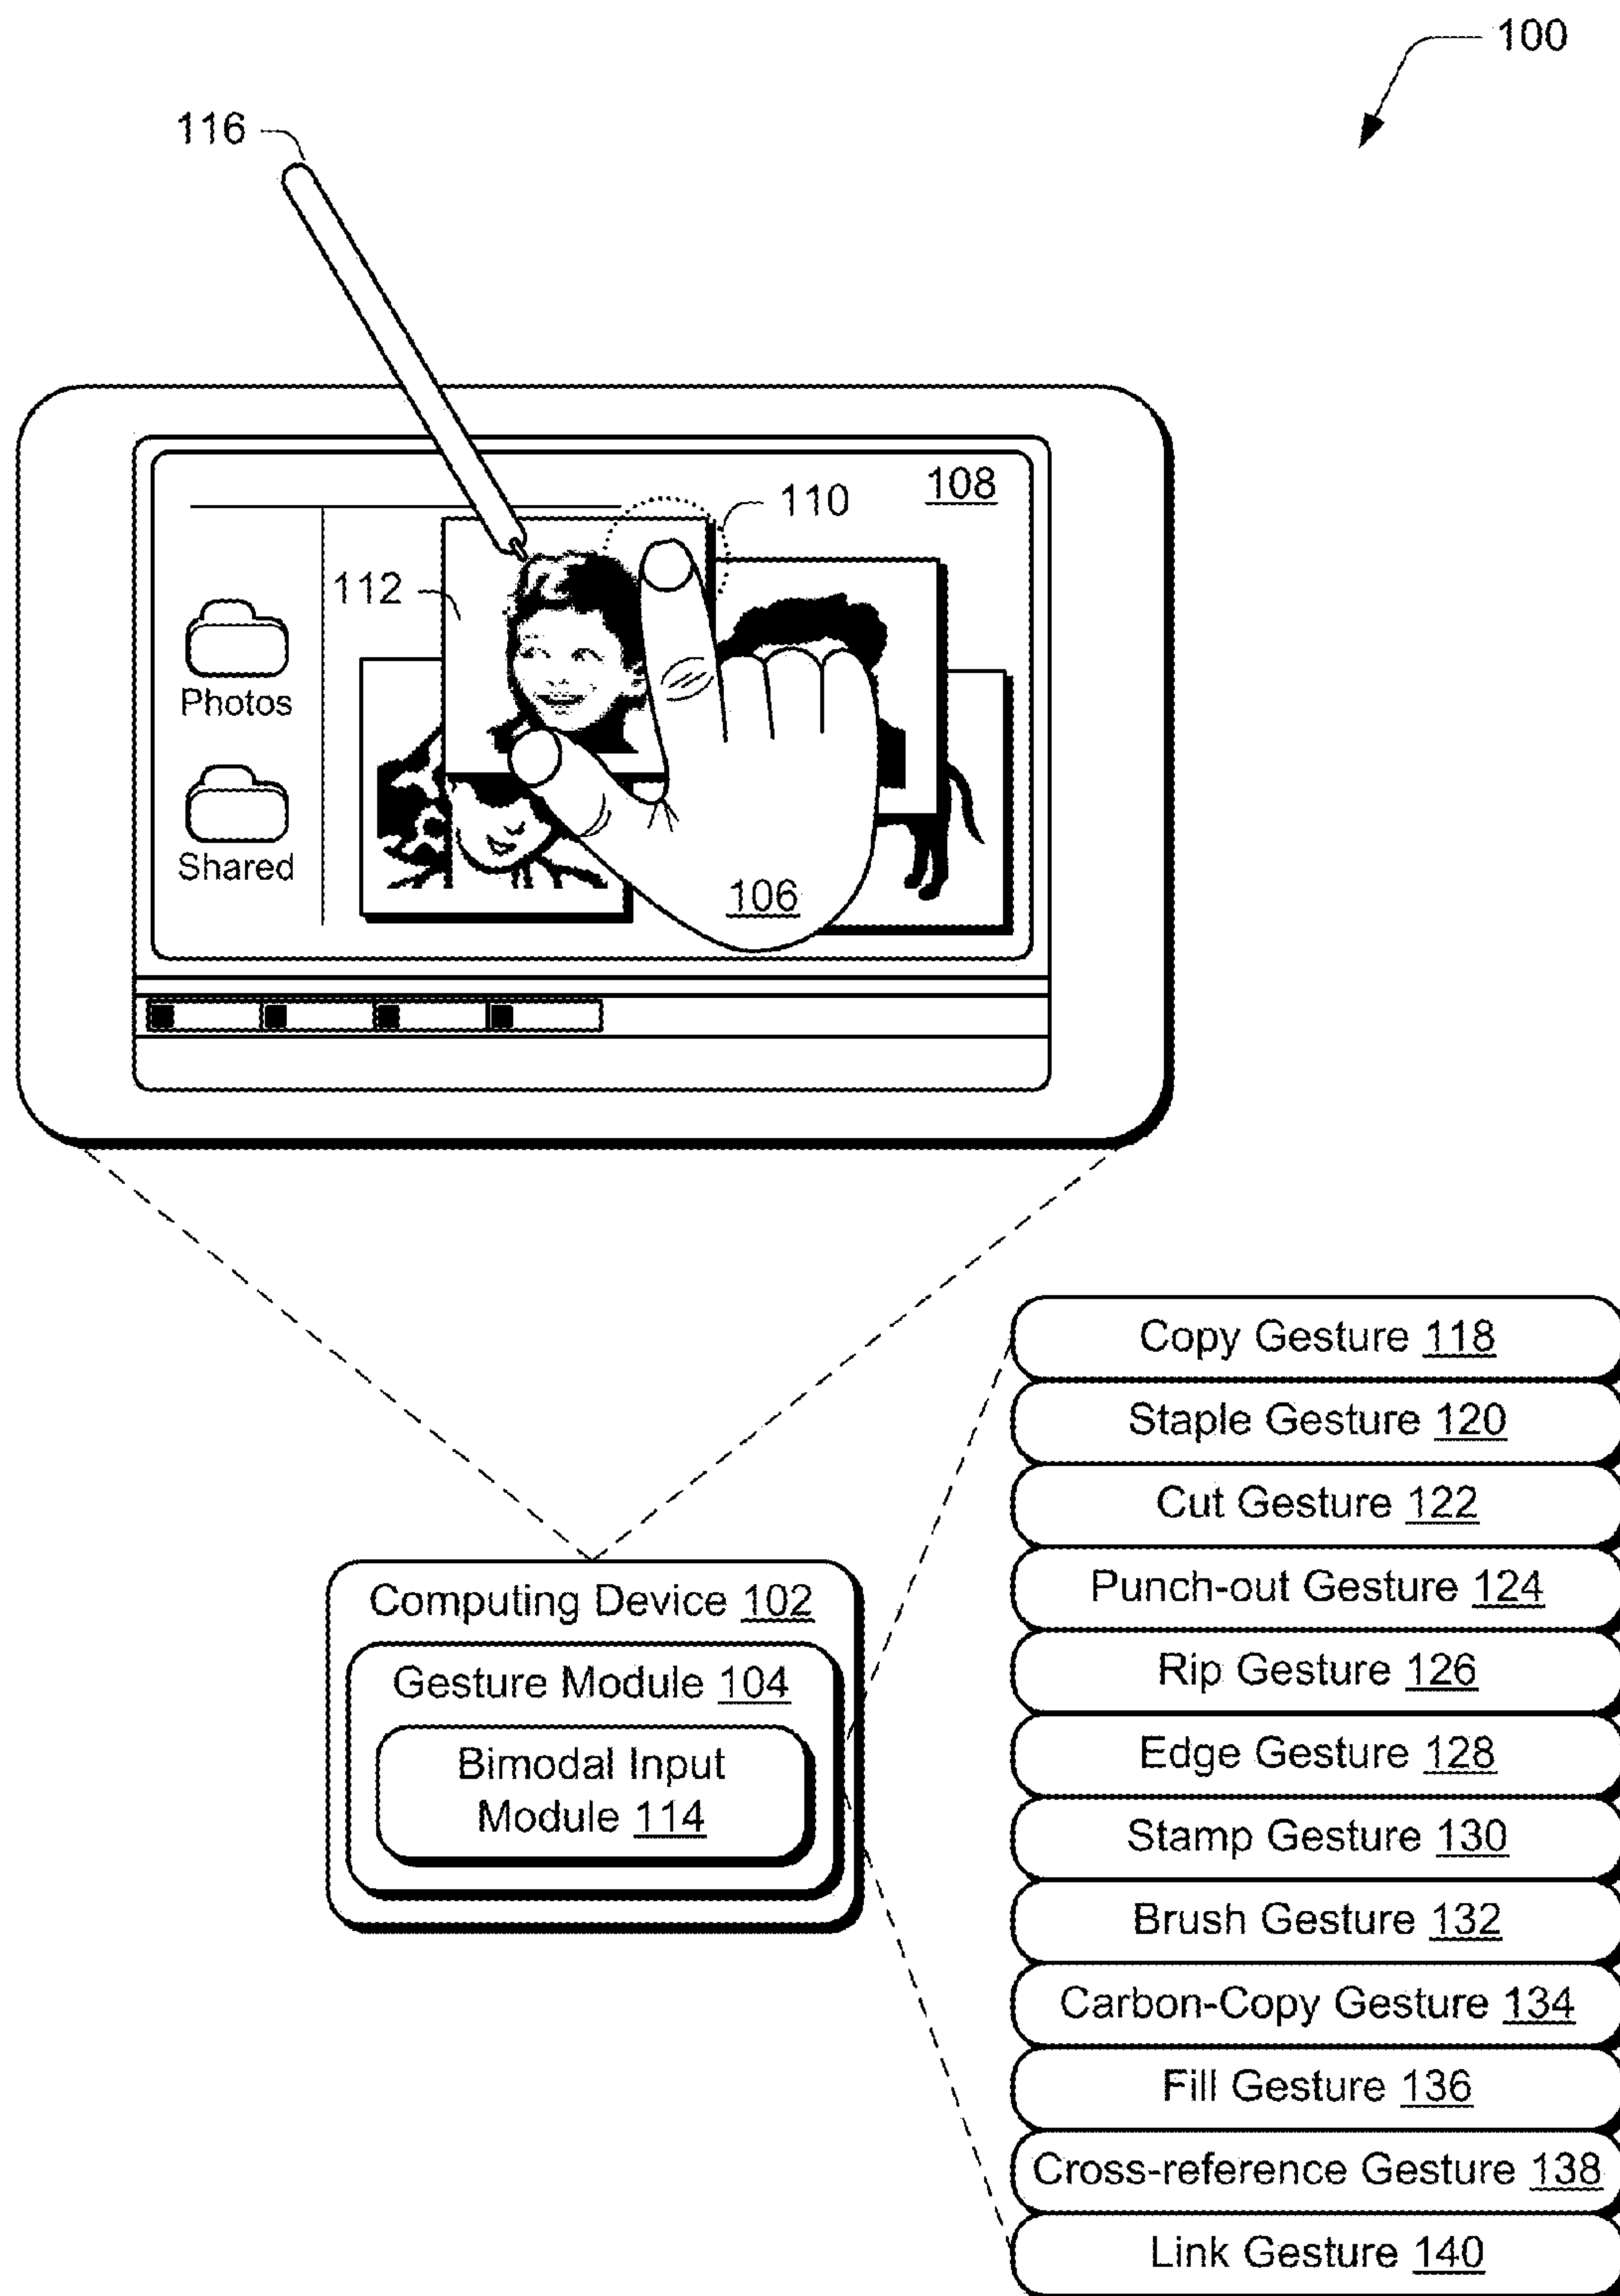 100
116
108
110
112
Photos
Shared
106
Copy Gesture 118
Staple Gesture 120
Cut Gesture 122
Punch-out Gesture 124
Rip Gesture 126
Edge Gesture 128
Stamp Gesture 130
Brush Gesture 132
Carbon-Copy Gesture 134
Fill Gesture 136
Cross-reference Gesture 138
Link Gesture 140
Computing Device 102
Gesture Module 104
Bimodal Input
Module 114